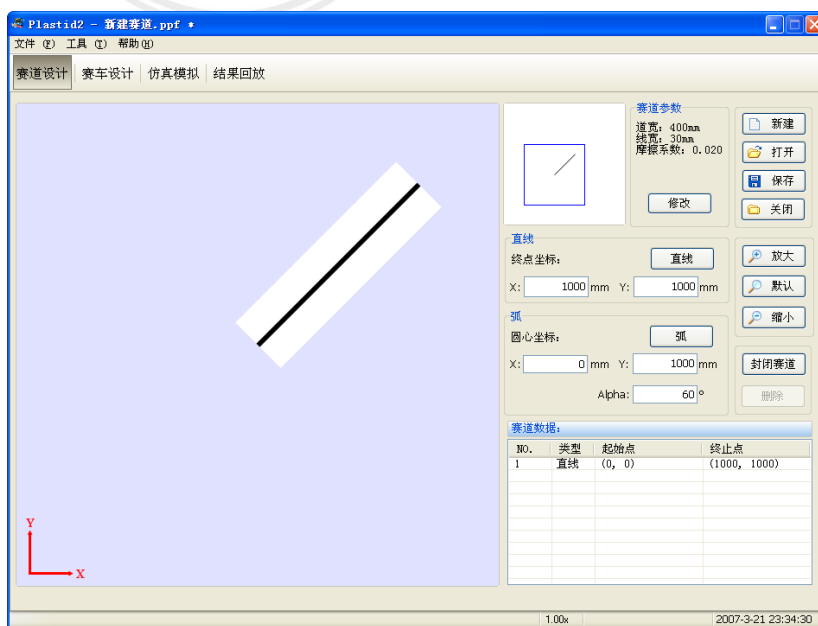 Plastid2 - 新建赛道.ppf *
文件 (F) 工具 (T) 帮助(H)
赛道设计 赛车设计 仿真模拟 结果回放
赛道参数
道宽: 400mm
线宽: 30mm
摩擦系数: 0.020
修改
新建
打开
保存
关闭
直线
终点坐标:
直线
X: 1000 mm Y: 1000 mm
放大
默认
缩小
弧
圆心坐标:
弧
X: 0 mm Y: 1000 mm
Alpha: 60 °
封闭赛道
删除
赛道数据:
NO. 类型 起始点 终止点
1 直线 (0, 0) (1000, 1000)
Y
X
1.00x 2007-3-21 23:34:30